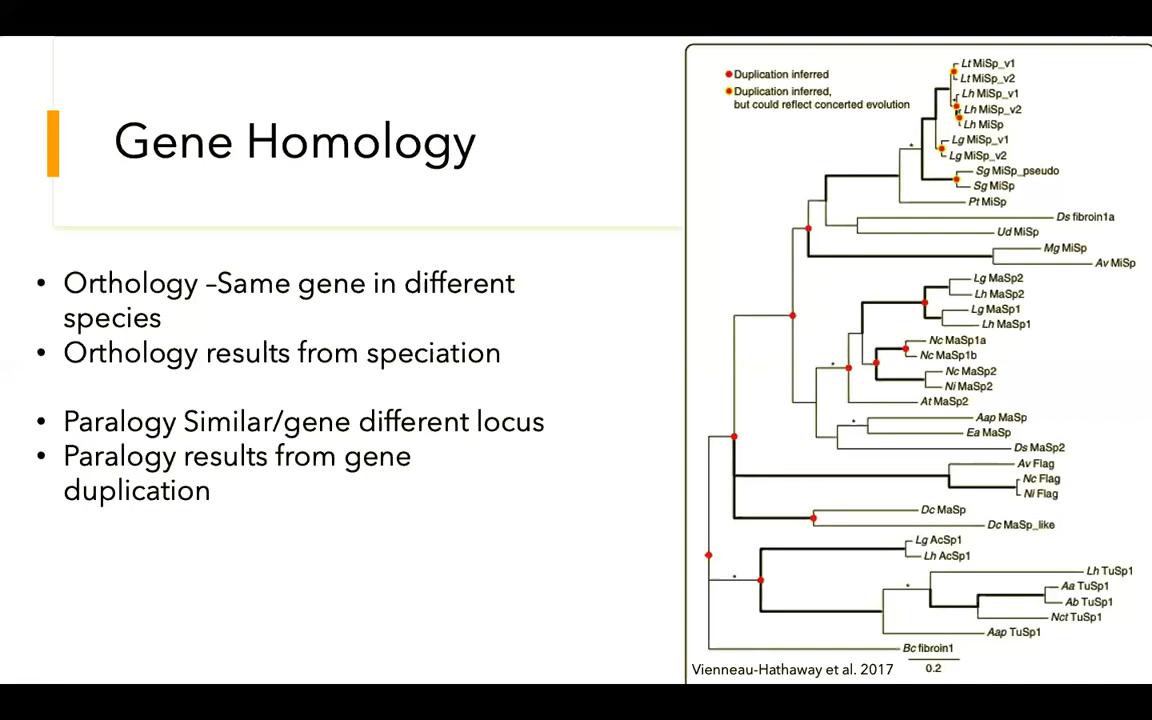 Gene Homology
• Orthology –Same gene in different
species
• Orthology results from speciation
• Paralogy Similar/gene different locus
• Paralogy results from gene
duplication
Duplication inferred
Duplication inferred,
but could reflect concerted evolution
Lt MiSp_v1
Lt MiSp_v2
Lh MiSp_v1
Lh MiSp_v2
Lh MiSp
Lg MiSp_v1
Lg MiSp_v2
Sg MiSp_pseudo
Sg MiSp
Pt MiSp
Ds fibroin1a
Ud MiSp
Mg MiSp
Av MiSp
Lg MaSp2
Lh MaSp2
Lg MaSp1
Lh MaSp1
Nc MaSp1a
Nc MaSp1b
Nc MaSp2
Ni MaSp2
At MaSp2
Aap MaSp
Ea MaSp
Ds MaSp2
Av Flag
Nc Flag
Ni Flag
Dc MaSp
Dc MaSp_like
Lg AcSp1
Lh AcSp1
Lh TuSp1
Aa TuSp1
Ab TuSp1
Nct TuSp1
Aap TuSp1
Bc fibroin1
0.2
Vienneau-Hathaway et al. 2017